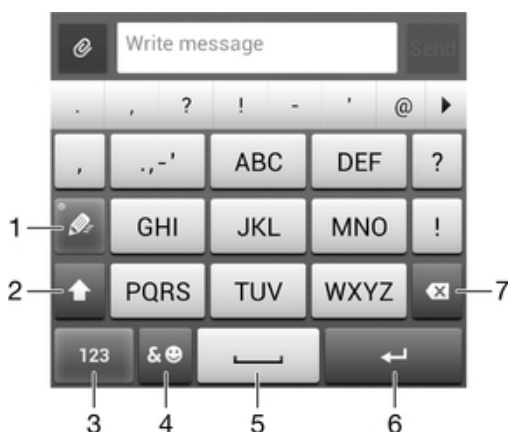 Write message Send
. , ? ! - ' @
, .,-' ABC DEF ?
1 GHI JKL MNO !
2 PQRS TUV WXYZ 7
123 &
3 4 5 6